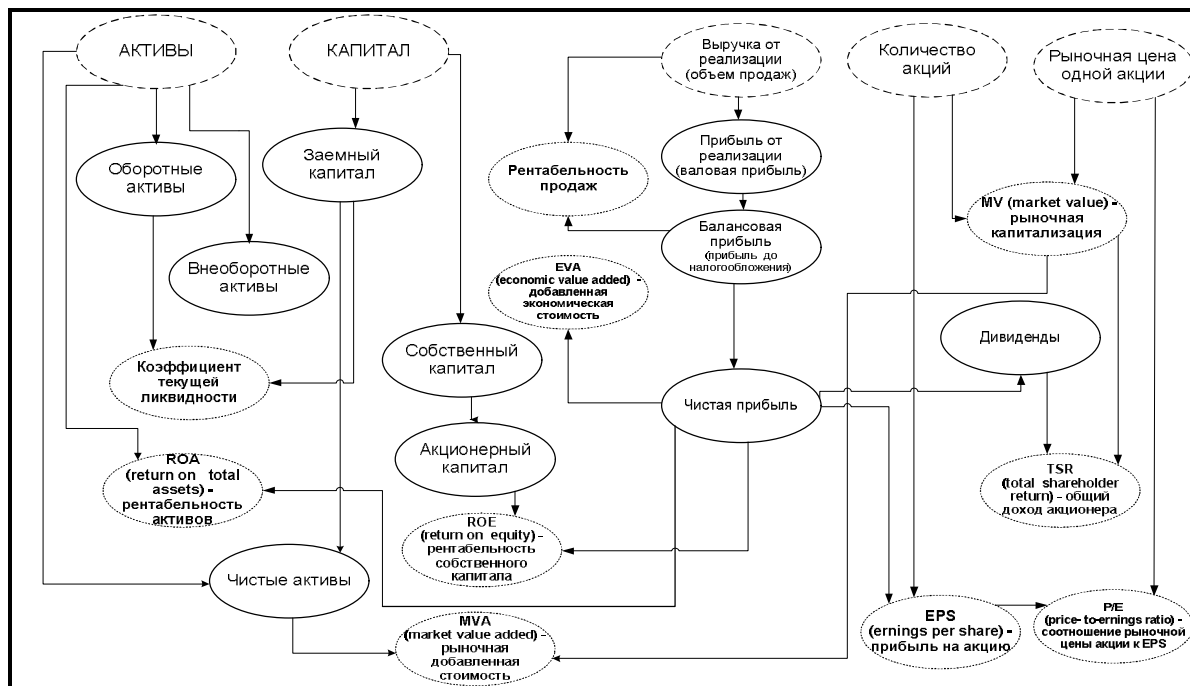 АКТИВЫ
КАПИТАЛ
Выручка от
реализации
(объем продаж)
Количество
акций
Рыночная цена
одной акции
Оборотные
активы
Заемный
капитал
Рентабельность
продаж
Прибыль от
реализации
(валовая прибыль)
MV (market value) -
рыночная
капитализация
Внеоборотные
активы
EVA
(economic value added) -
добавленная
экономическая
стоимость
Балансовая
прибыль
(прибыль до
налогообложения)
Собственный
капитал
Дивиденды
Коэффициент
текущей
ликвидности
Чистая прибыль
Акционерный
капитал
ROA
(return on total
assets) -
рентабельность
активов
TSR
(total shareholder
return) - общий
доход акционера
ROE
(return on equity) -
рентабельность
собственного
капитала
Чистые активы
MVA
(market value added) -
рыночная
добавленная
стоимость
EPS
(ernings per share) -
прибыль на акцию
P/E
(price- to-ernings ratio) -
соотношение рыночной
цены акции к EPS